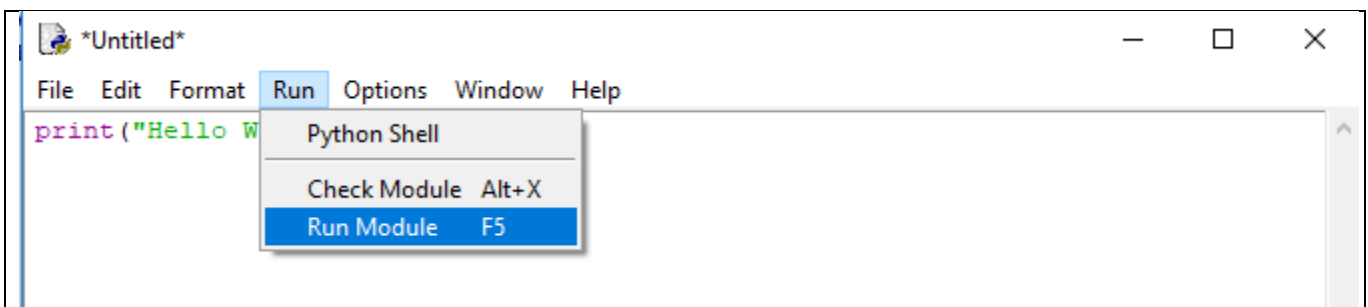 *Untitled*
File Edit Format Run Options Window Help
print("Hello W
Python Shell
Check Module Alt+X
Run Module F5